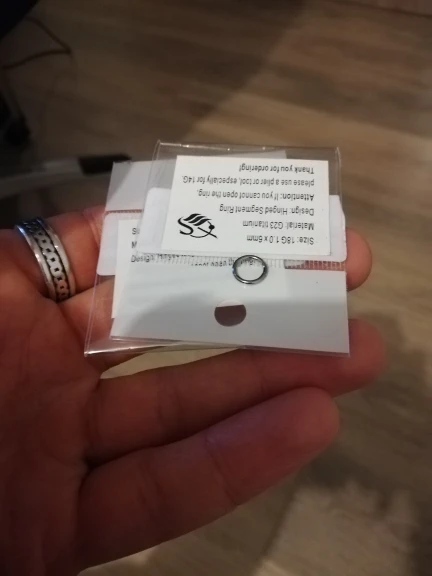 Size: 18G 1.0 x 6mm
Material: G23 titanium
Design: Hinged Segment Ring
Attention: If you cannot open the ring,
please use a plier or tool, especially for 14G.
Thank you for ordering!